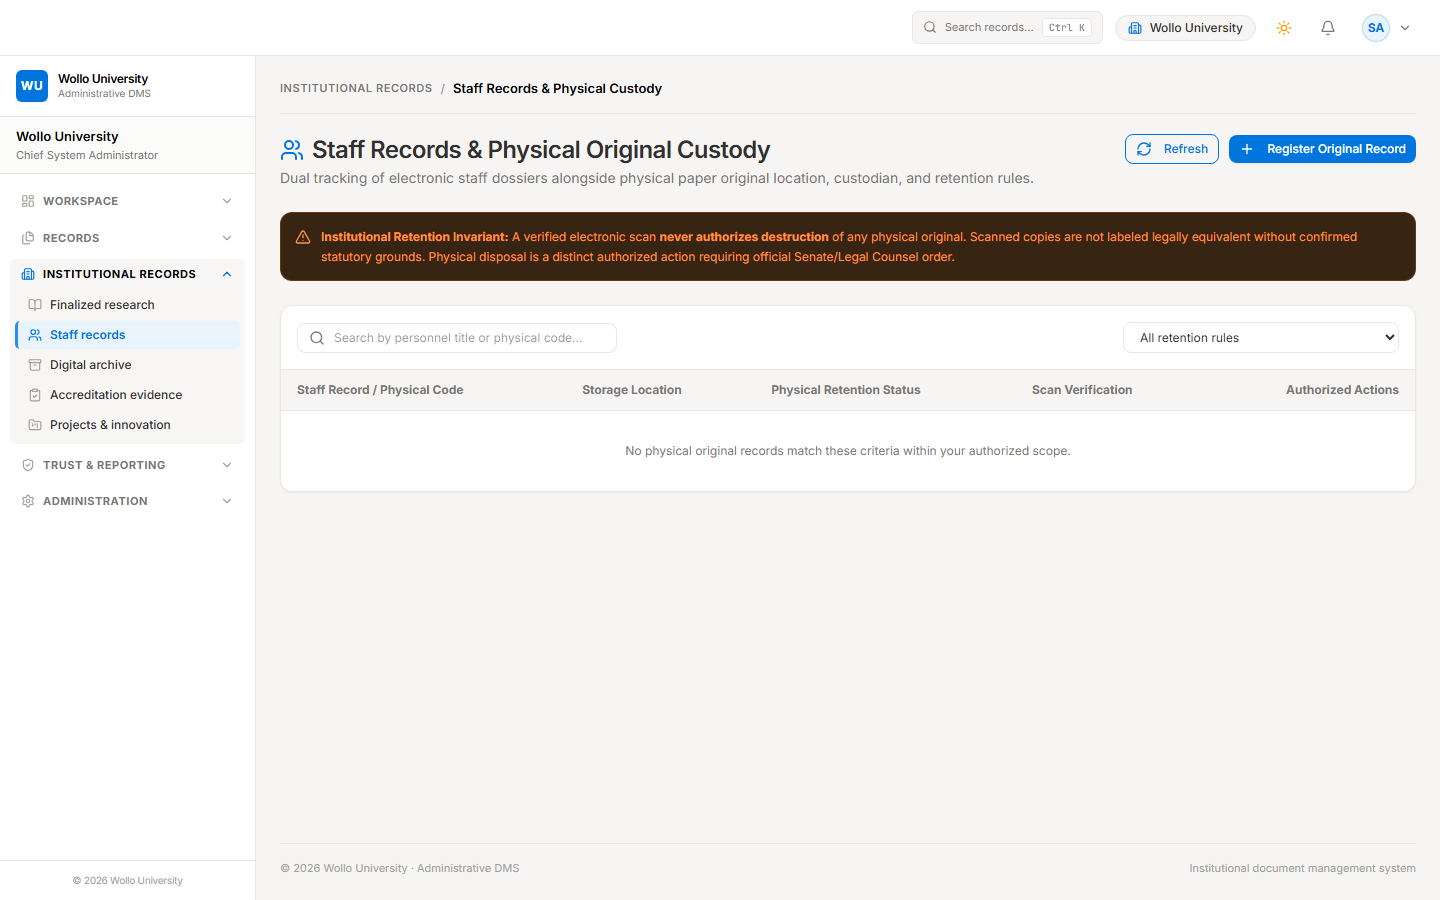 Search records... Ctrl K
Wollo University
SA
WU
Wollo University
Administrative DMS
Wollo University
Chief System Administrator
WORKSPACE
RECORDS
INSTITUTIONAL RECORDS
Finalized research
Staff records
Digital archive
Accreditation evidence
Projects & innovation
TRUST & REPORTING
ADMINISTRATION
© 2026 Wollo University
INSTITUTIONAL RECORDS / Staff Records & Physical Custody
Staff Records & Physical Original Custody
Dual tracking of electronic staff dossiers alongside physical paper original location, custodian, and retention rules.
Refresh
Register Original Record
Institutional Retention Invariant: A verified electronic scan never authorizes destruction of any physical original. Scanned copies are not labeled legally equivalent without confirmed
statutory grounds. Physical disposal is a distinct authorized action requiring official Senate/Legal Counsel order.
Search by personnel title or physical code...
All retention rules
Staff Record / Physical Code Storage Location Physical Retention Status Scan Verification Authorized Actions
No physical original records match these criteria within your authorized scope.
© 2026 Wollo University · Administrative DMS
Institutional document management system